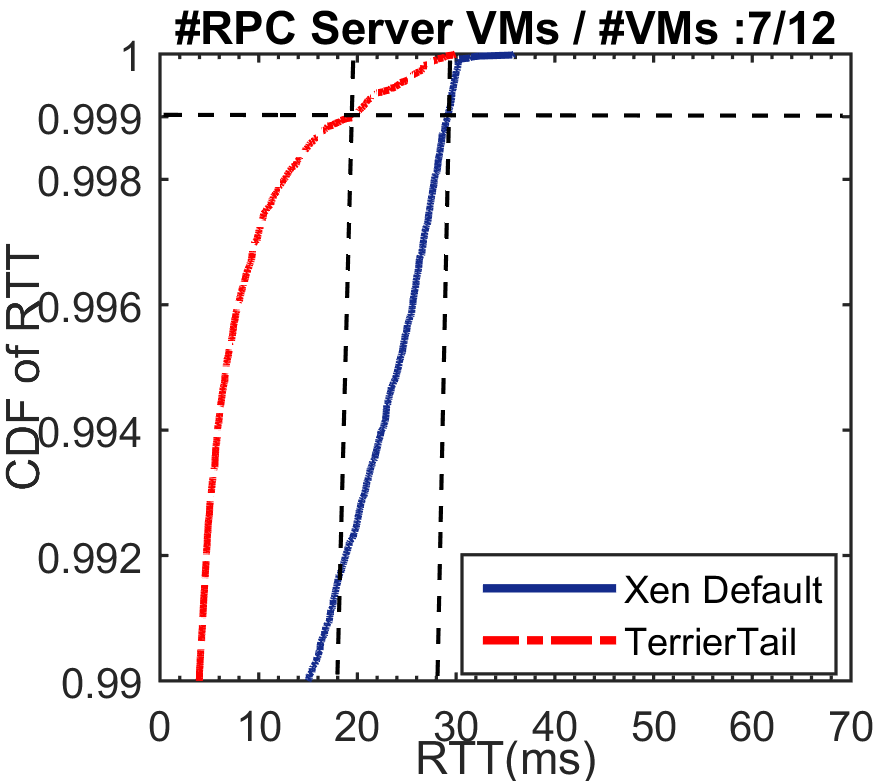 #RPC Server VMs / #VMs :7/12
1
0.999
0.998
0.996
0.994
0.992
0.99
CDF of RTT
Xen Default
TerrierTail
0 10 20 30 40 50 60 70
RTT(ms)